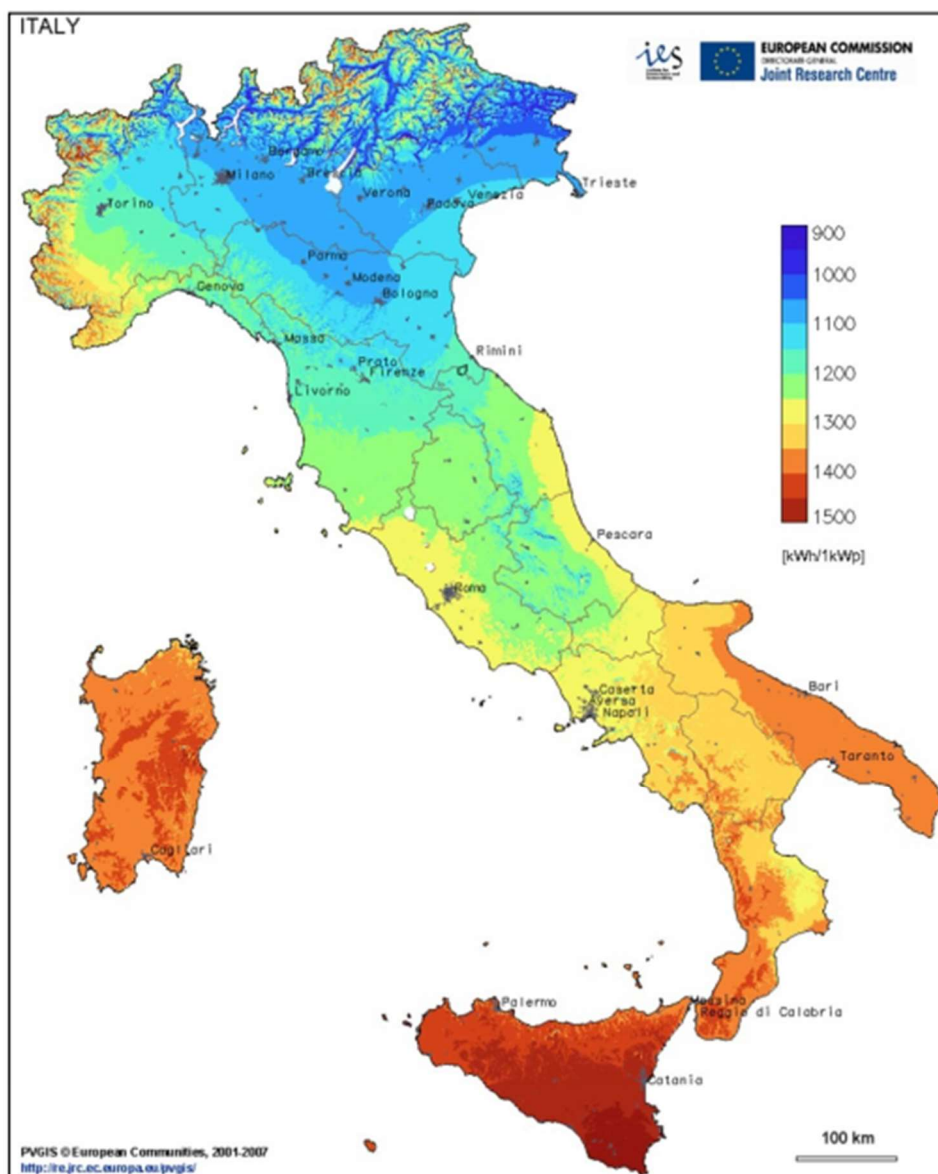 ITALY
ies
EUROPEAN COMMISSION
DIRECTORATE GENERAL
Joint Research Centre
Bergamo
Milano
Brescia
Trieste
Verona
Venezia
Padova
Torino
900
1000
1100
1200
1300
1400
1500
[kWh/1kWp]
Parma
Modena
Genova
Bologna
Massa
Rimini
Prato
Firenze
Livorno
Pescara
Roma
Caserta
Aversa
Napoli
Bari
Taranto
Cagliari
Palermo
Messina
Reggio di Calabria
Catania
PVGIS © European Communities, 2001-2007
http://re.jrc.ec.europa.eu/pvgis/
100 km